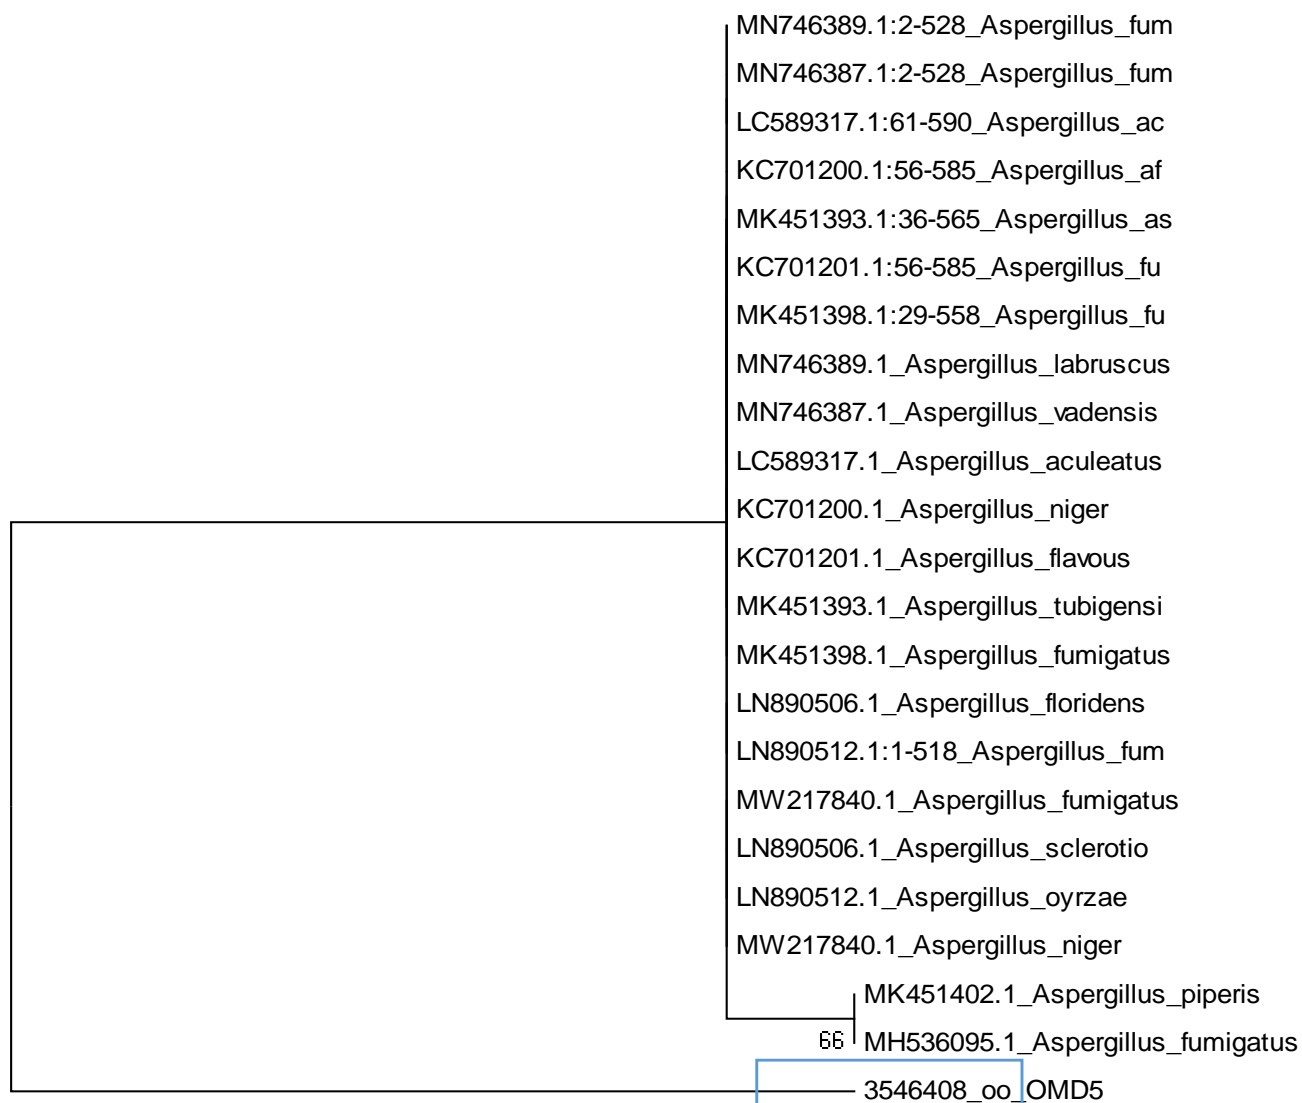 MN746389.1:2-528_Aspergillus_fum
MN746387.1:2-528_Aspergillus_fum
LC589317.1:61-590_Aspergillus_ac
KC701200.1:56-585_Aspergillus_af
MK451393.1:36-565_Aspergillus_as
KC701201.1:56-585_Aspergillus_fu
MK451398.1:29-558_Aspergillus_fu
MN746389.1_Aspergillus_labruscus
MN746387.1_Aspergillus_vadensis
LC589317.1_Aspergillus_aculeatus
KC701200.1_Aspergillus_niger
KC701201.1_Aspergillus_flavous
MK451393.1_Aspergillus_tubigensi
MK451398.1_Aspergillus_fumigatus
LN890506.1_Aspergillus_floridens
LN890512.1:1-518_Aspergillus_fum
MW217840.1_Aspergillus_fumigatus
LN890506.1_Aspergillus_sclerotio
LN890512.1_Aspergillus_oyrzae
MW217840.1_Aspergillus_niger
MK451402.1_Aspergillus_piperis
66 MH536095.1_Aspergillus_fumigatus
3546408_oo_OMD5